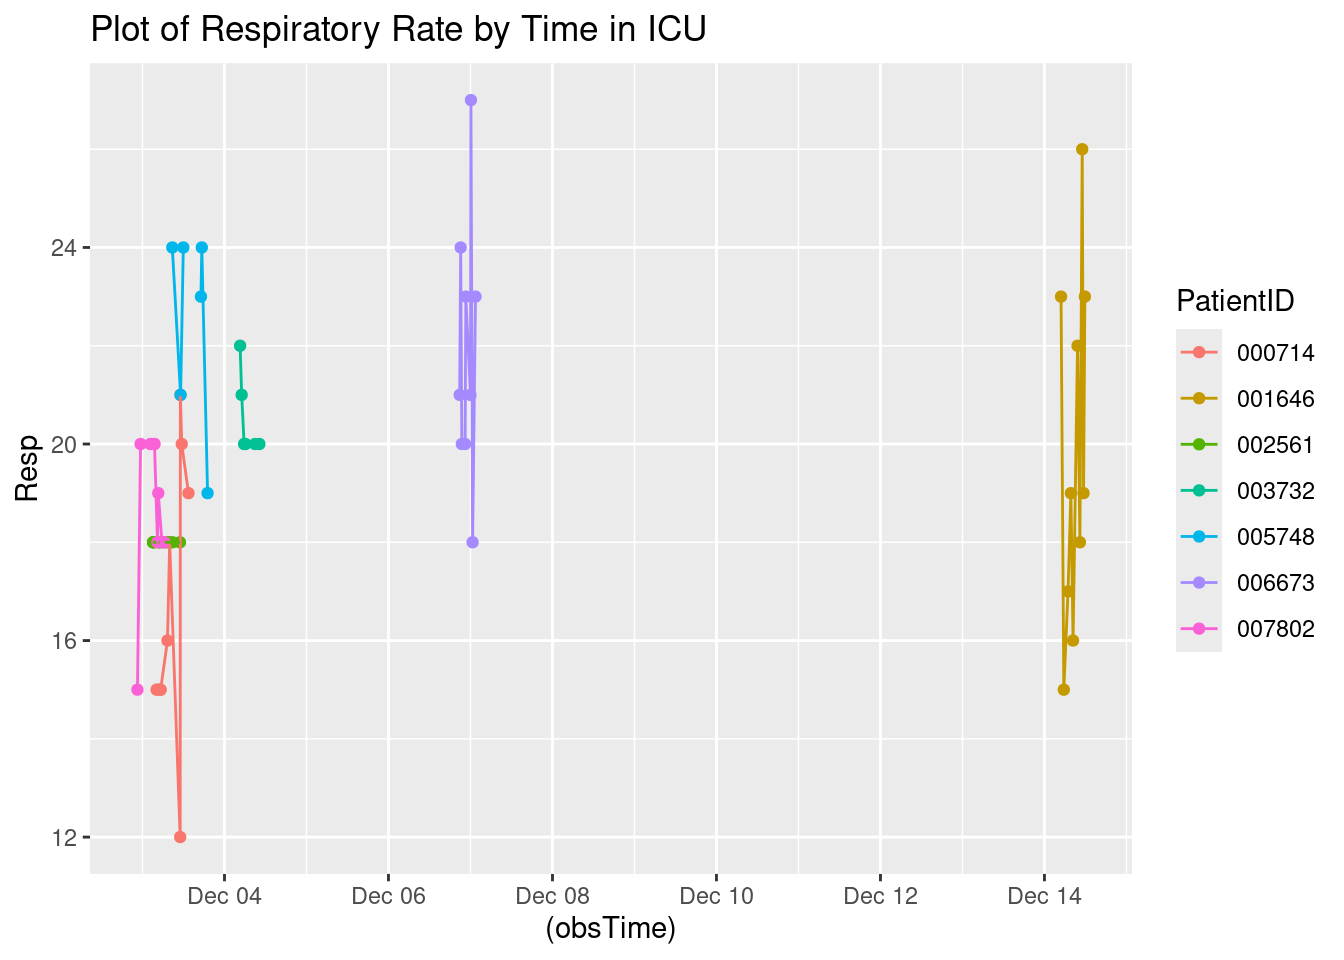 Plot of Respiratory Rate by Time in ICU
Resp
24
20
16
12
Dec 04
Dec 06
Dec 08
Dec 10
Dec 12
Dec 14
(obsTime)
PatientID
000714
001646
002561
003732
005748
006673
007802